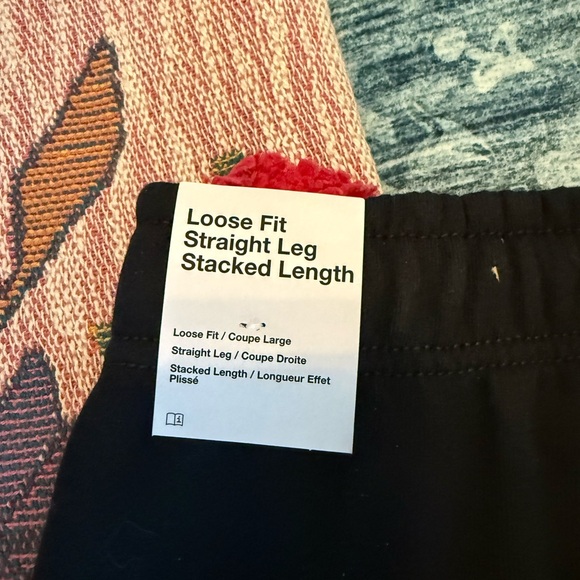 Loose Fit
Straight Leg
Stacked Length
Loose Fit / Coupe Large
Straight Leg / Coupe Droite
Stacked Length / Longueur Effet
Plissé